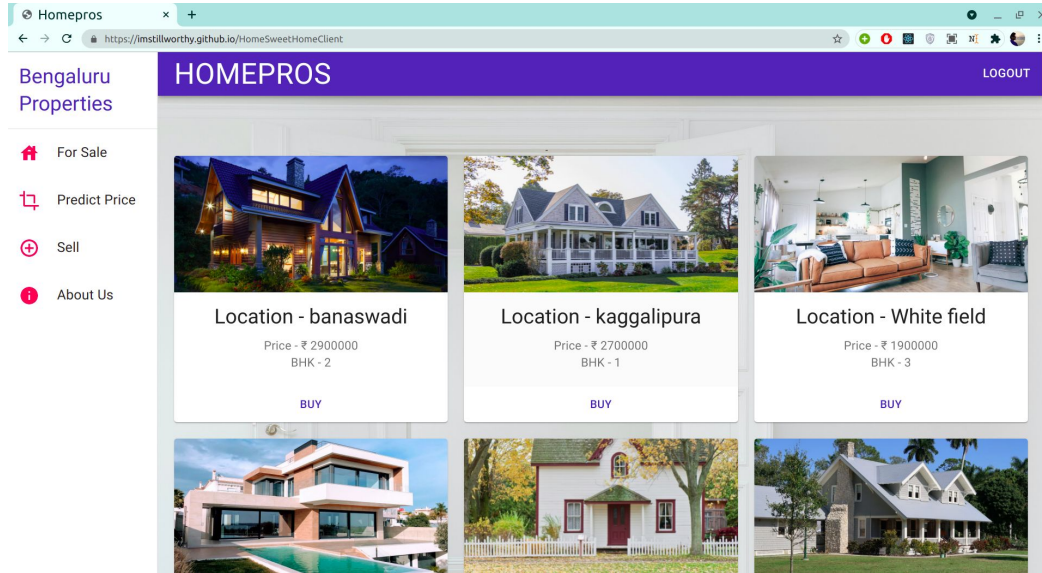 Homepros
https://imstillworthy.github.io/HomeSweetHomeClient
Bengaluru
Properties
HOMEPROS
LOGOUT
For Sale
Predict Price
Sell
About Us
Location - banaswadi
Price - ₹ 2900000
BHK - 2
BUY
Location - kaggalipura
Price - ₹ 2700000
BHK - 1
BUY
Location - White field
Price - ₹ 1900000
BHK - 3
BUY